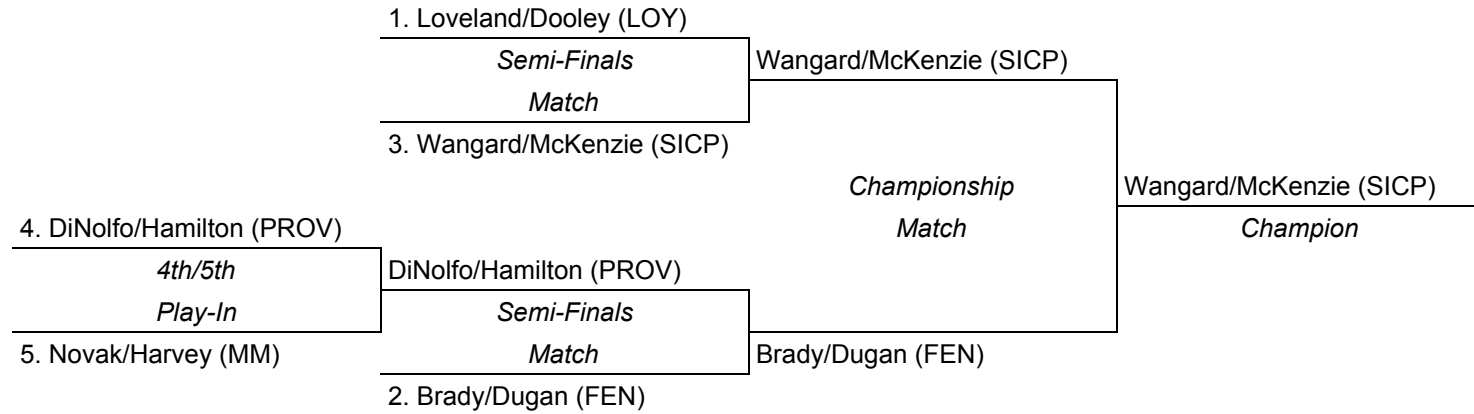 1. Loveland/Dooley (LOY)
Semi-Finals
Match
Wangard/McKenzie (SICP)
3. Wangard/McKenzie (SICP)
Championship
Match
Wangard/McKenzie (SICP)
Champion
4. DiNolfo/Hamilton (PROV)
4th/5th
Play-In
DiNolfo/Hamilton (PROV)
Semi-Finals
Match
Brady/Dugan (FEN)
5. Novak/Harvey (MM)
2. Brady/Dugan (FEN)